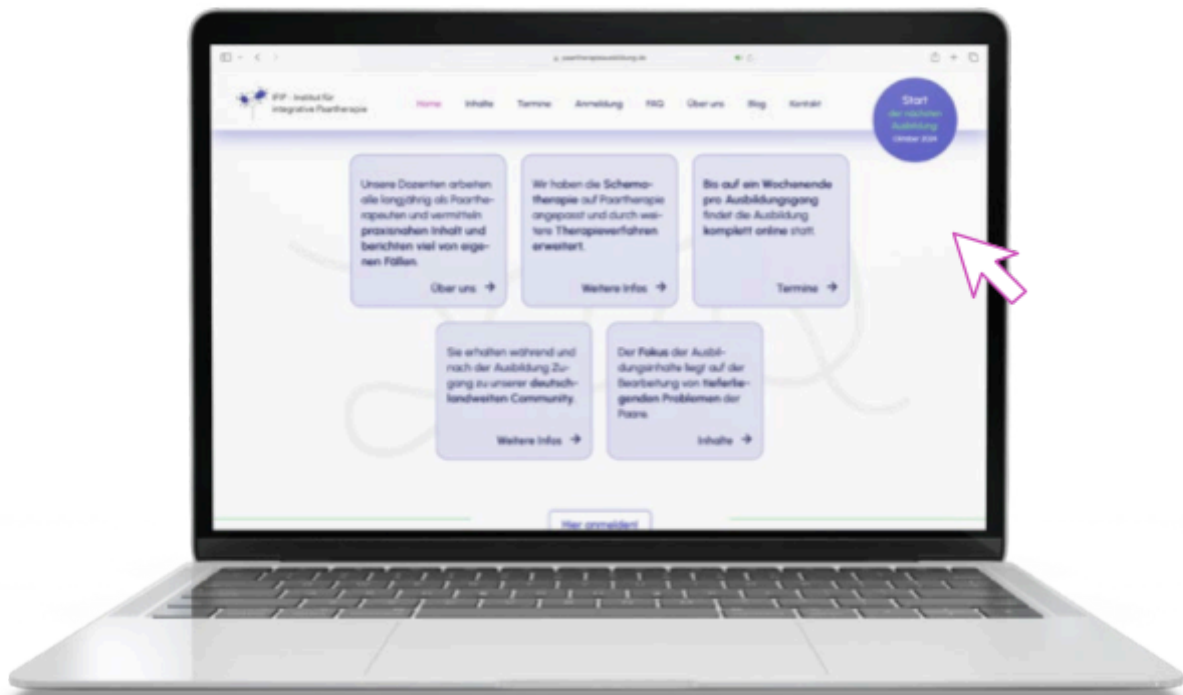 paartherapieausbildung.de
IFIP - Institut für
integrative Paartherapie
Home Inhalte Termine Anmeldung FAQ Über uns Blog Kontakt
Start
der nächsten
Ausbildung
Oktober 2024
Unsere Dozenten arbeiten
alle langjährig als Paarthe-
rapeuten und vermitteln
praxisnahen Inhalt und
berichten viel von eige-
nen Fällen.
Über uns →
Wir haben die Schema-
therapie auf Paartherapie
angepasst und durch wei-
tere Therapieverfahren
erweitert.
Weitere Infos →
Bis auf ein Wochenende
pro Ausbildungsgang
findet die Ausbildung
komplett online statt.
Termine →
Sie erhalten während und
nach der Ausbildung Zu-
gang zu unserer deutsch-
landweiten Community.
Weitere Infos →
Der Fokus der Ausbil-
dungsinhalte liegt auf der
Bearbeitung von tieferlie-
genden Problemen der
Paare.
Inhalte →
Hier anmelden!